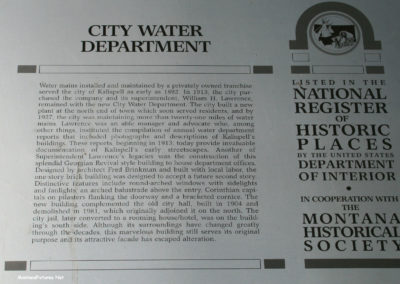 CITY WATER
DEPARTMENT
Water mains installed and maintained by a privately owned franchise
served the city of Kalispell as early as 1892. In 1913, the city pur-
chased the company and its superintendent, William H. Lawrence,
remained with the new City Water Department. The city built a new
plant at the north end of town which soon served residents, and by
1927, the city was maintaining more than twenty-one miles of water
mains. Lawrence was an able manager and advocate who, among
other things, instituted the compilation of annual water department
reports that included photographs and descriptions of Kalispell's
buildings. These reports, beginning in 1913, today provide invaluable
documentation of Kalispell's early streetscapes. Another of
Superintendent Lawrence's legacies was the construction of this
splendid Georgian Revival style building to house department offices.
Designed by architect Fred Brinkman and built with local labor, the
one-story brick building was designed to accept a future second story.
Distinctive features include round-arched windows with sidelights
and fanlights, an arched balustrade above the entry, Corinthian capi-
tals on pilasters flanking the doorway and a bracketed cornice. The
new building complemented the old city hall, built in 1904 and
demolished in 1981, which originally adjoined it on the north. The
city jail, later converted to a rooming house/hotel, was on the build-
ing's south side. Although its surroundings have changed greatly
through the decades, this marvelous building still serves its original
purpose and its attractive facade has escaped alteration.
LISTED IN THE
NATIONAL
REGISTER
OF
HISTORIC
PLACES
BY THE UNITED STATES
DEPARTMENT
OF INTERIOR
IN COOPERATION WITH
THE
MONTANA
HISTORICAL
SOCIETY
MontanaPictures.Net